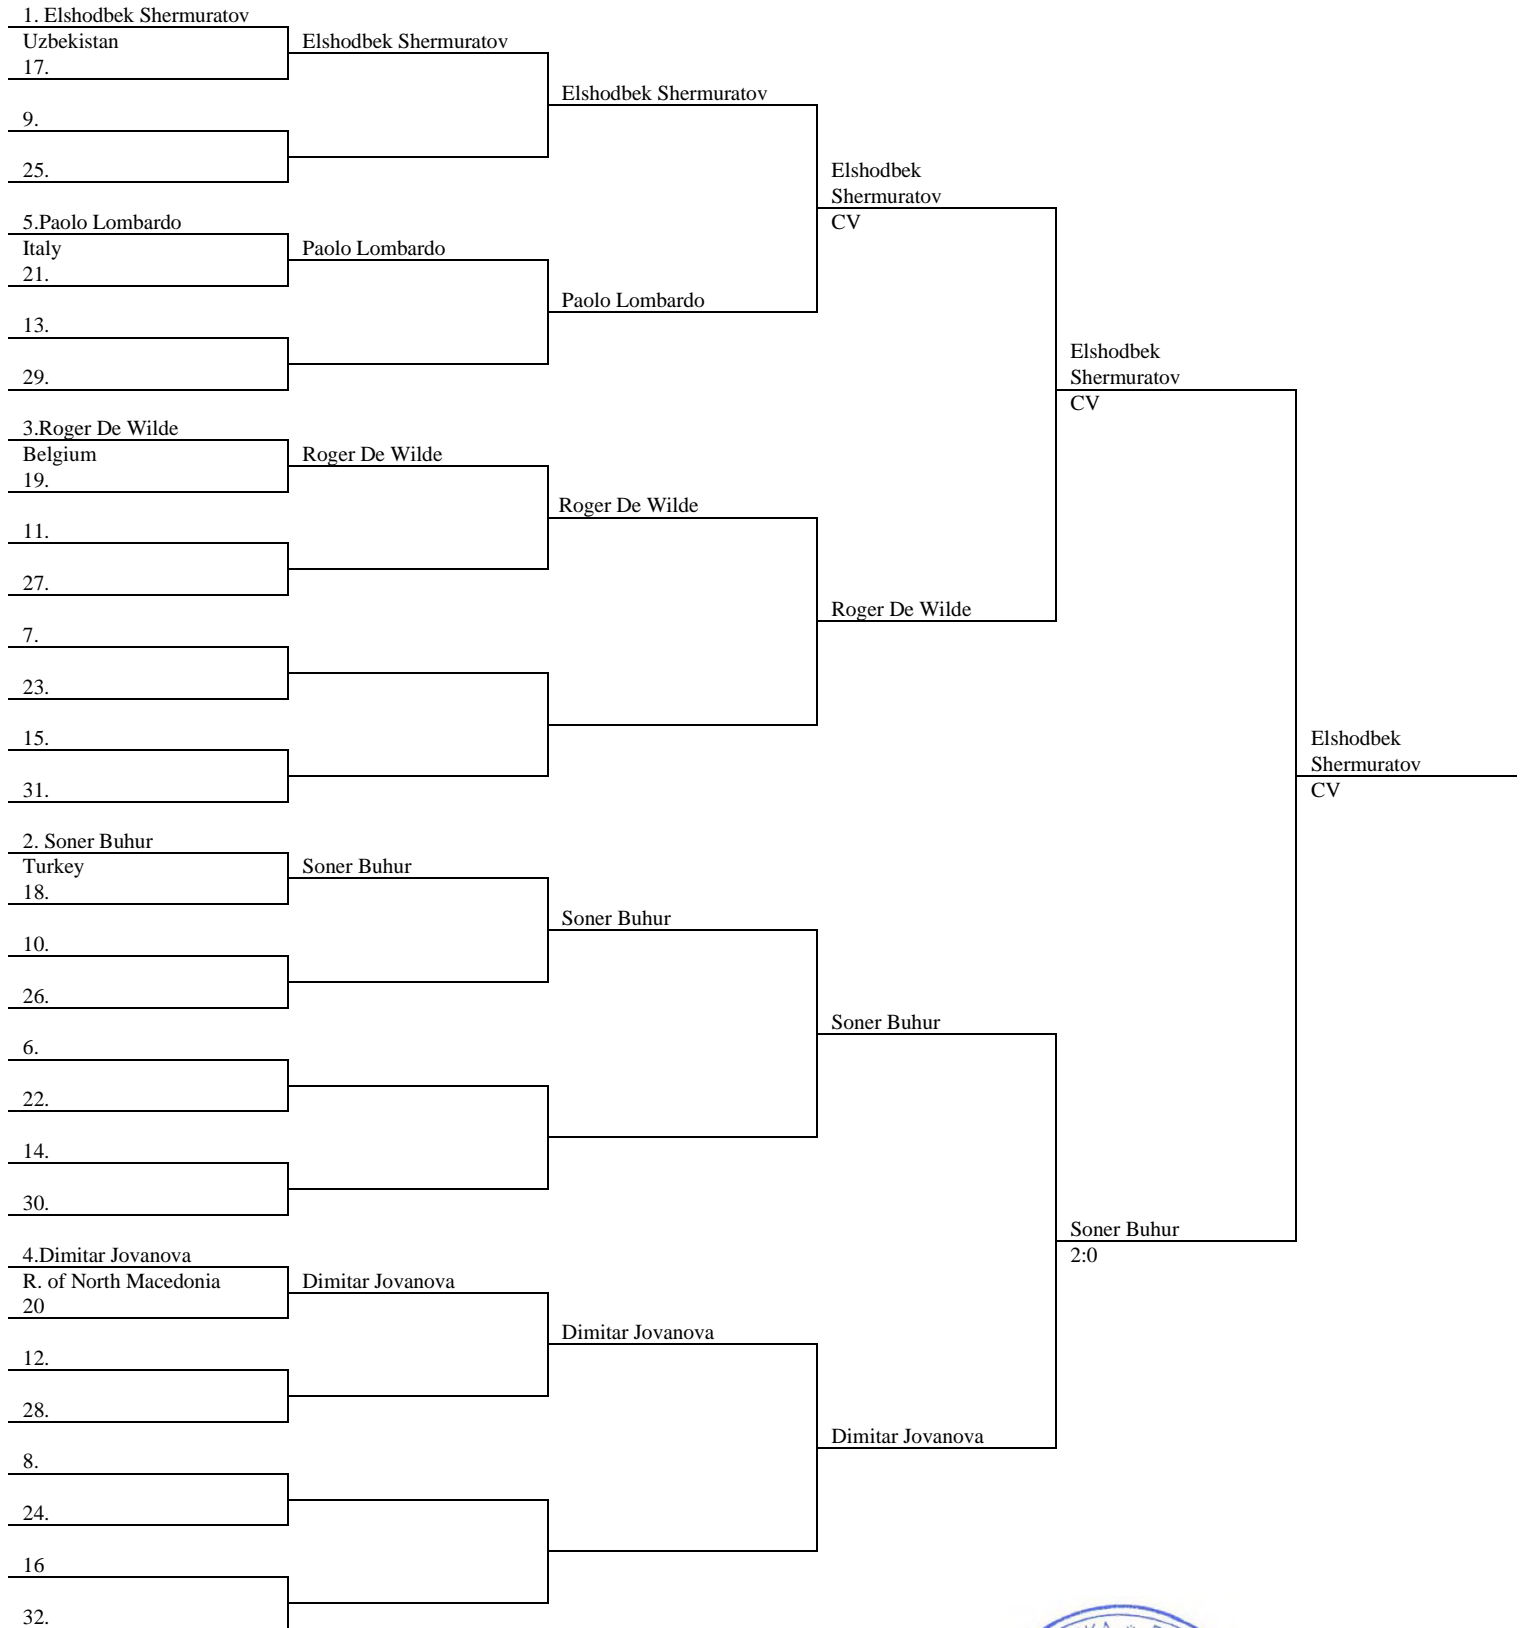 1. Elshodbek Shermuratov
Uzbekistan
17.
9.
25.
5.Paolo Lombardo
Italy
21.
13.
29.
3.Roger De Wilde
Belgium
19.
11.
27.
7.
23.
15.
31.
2. Soner Buhur
Turkey
18.
10.
26.
6.
22.
14.
30.
4.Dimitar Jovanova
R. of North Macedonia
20
12.
28.
8.
24.
16
32.
Elshodbek Shermuratov
Paolo Lombardo
Roger De Wilde
Soner Buhur
Dimitar Jovanova
Elshodbek Shermuratov
Paolo Lombardo
Roger De Wilde
Soner Buhur
Dimitar Jovanova
Elshodbek
Shermuratov
CV
Roger De Wilde
Soner Buhur
Dimitar Jovanova
Elshodbek
Shermuratov
CV
Soner Buhur
2:0
Elshodbek
Shermuratov
CV